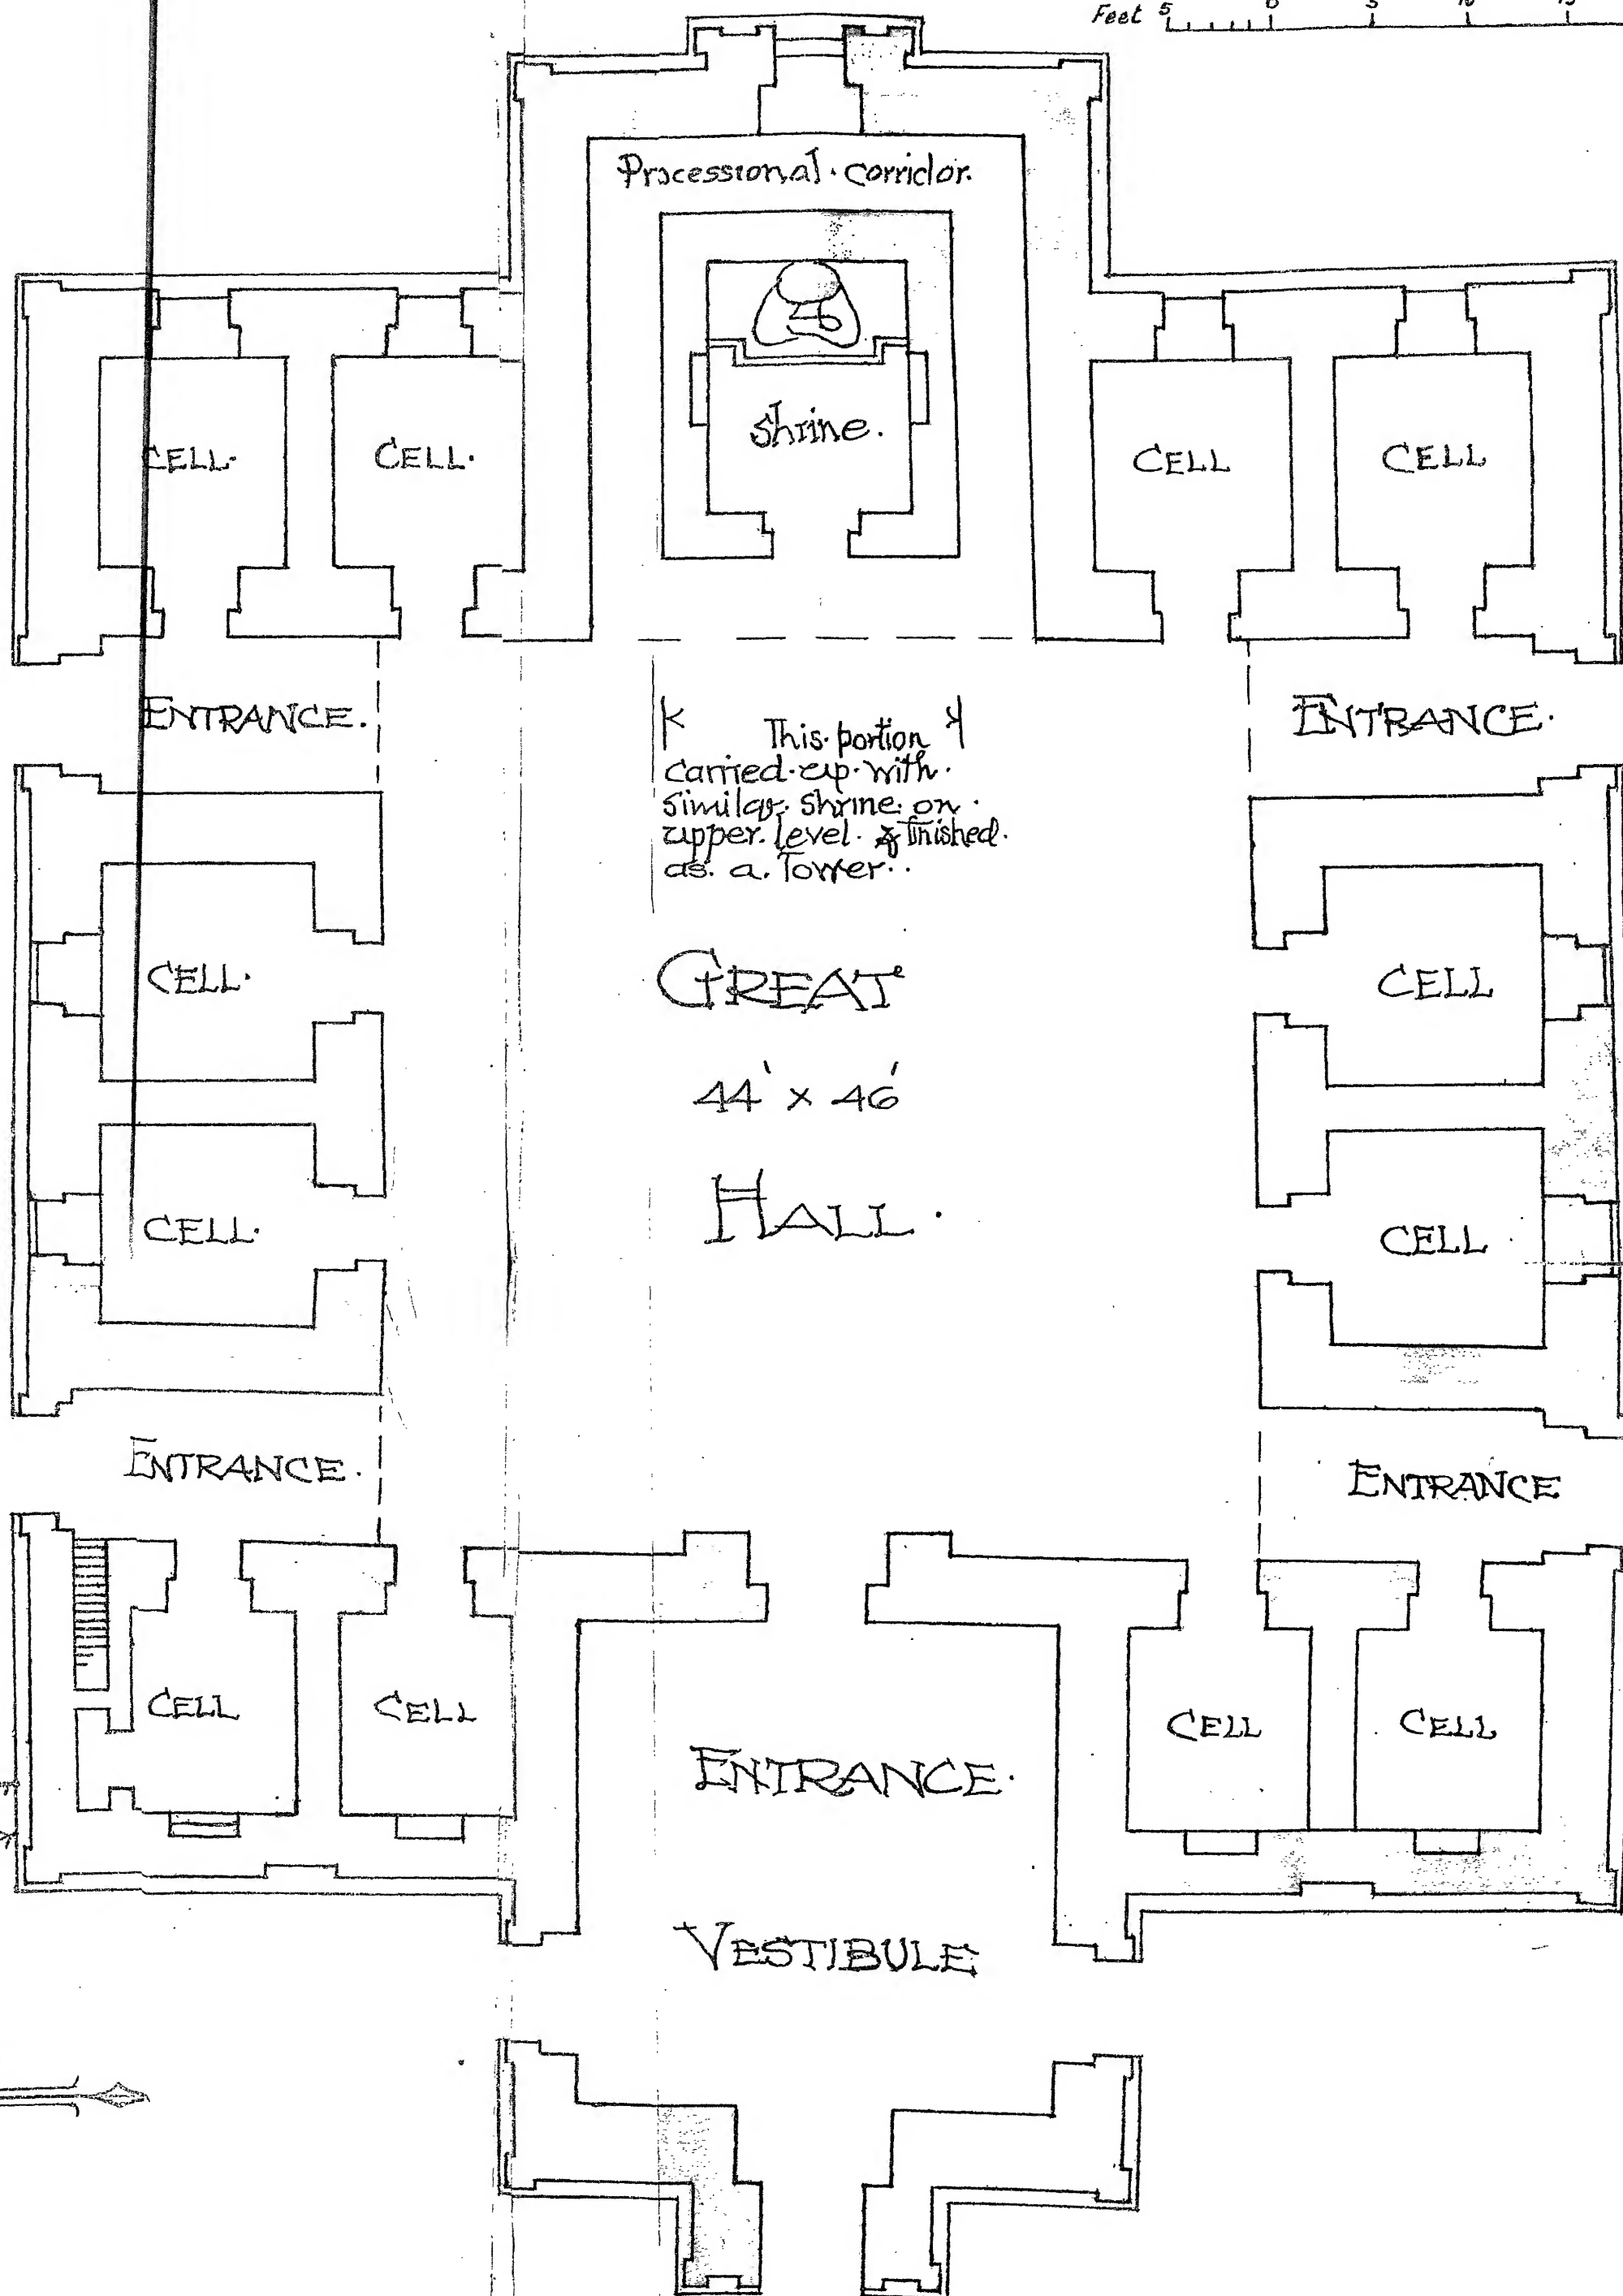 Feet 5 0 5 10 15
Processional · corridor.
Shrine.
CELL·
CELL·
CELL
CELL
ENTRANCE.
ENTRANCE·
This · portion
carried · up · with ·
similar · shrine · on ·
upper · level · & finished ·
as · a · Tower · ·
CELL·
GREAT
CELL
44' x 46'
CELL·
HALL ·
CELL
ENTRANCE ·
ENTRANCE
CELL
CELL
CELL
CELL
ENTRANCE ·
VESTIBULE